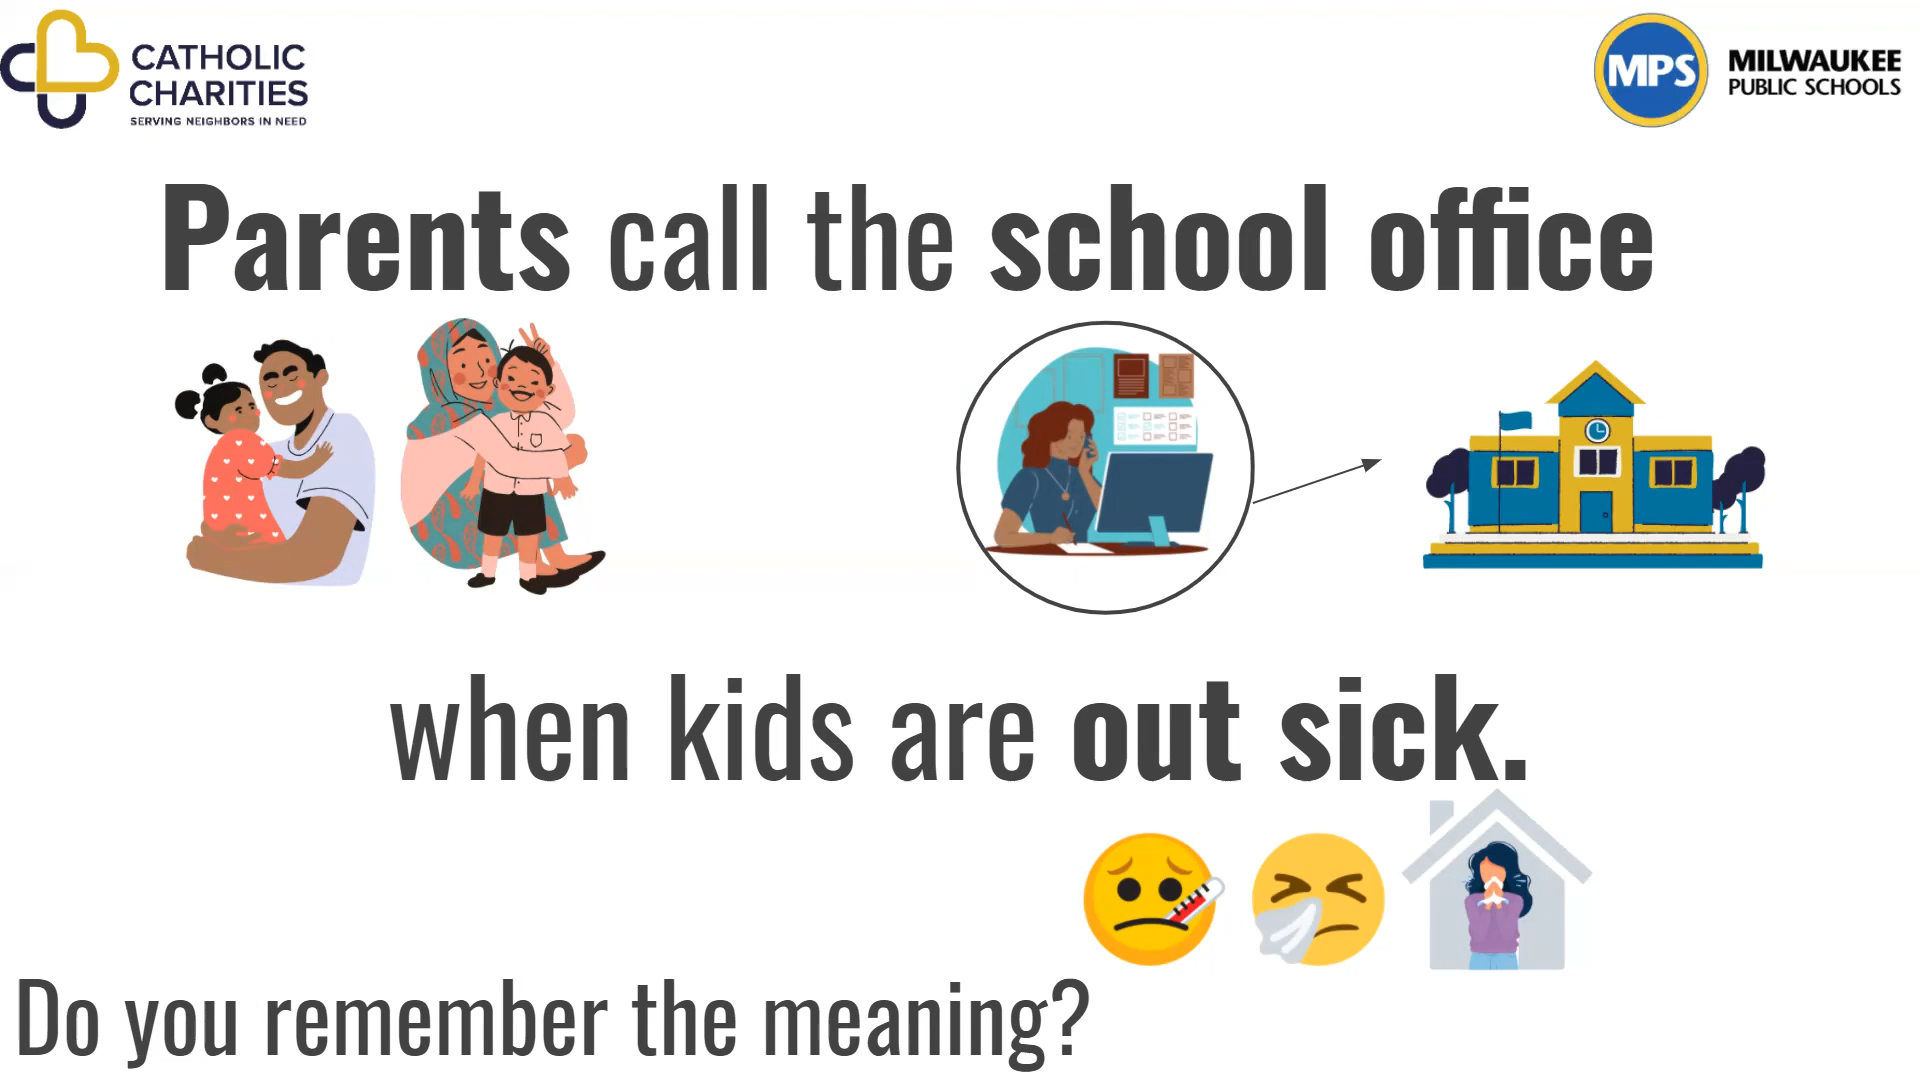 CATHOLIC
CHARITIES
SERVING NEIGHBORS IN NEED
MPS
MILWAUKEE
PUBLIC SCHOOLS
Parents call the school office
when kids are out sick.
Do you remember the meaning?